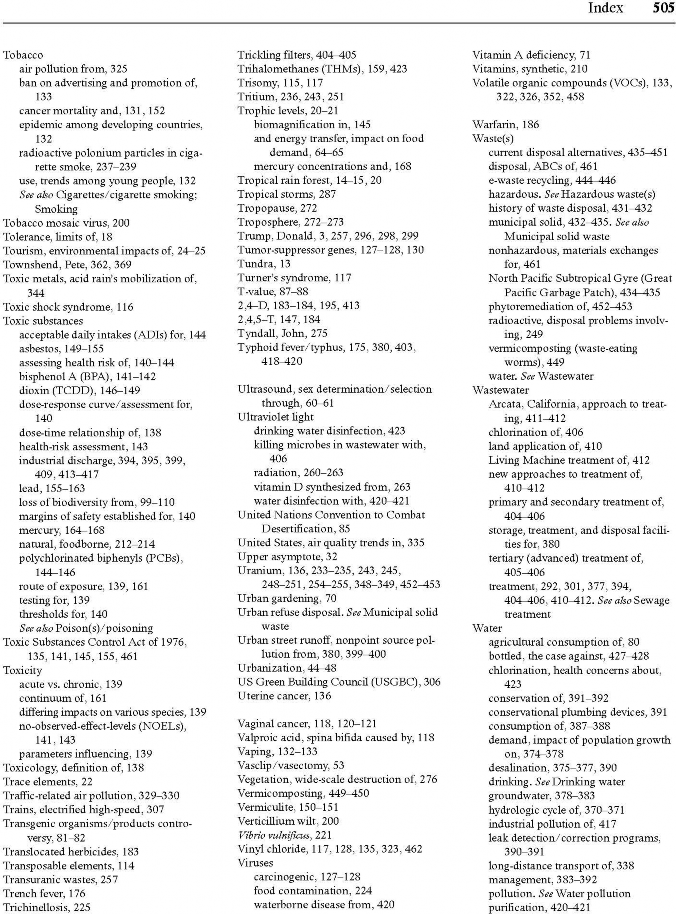 Index 505
Tobacco
air pollution from, 325
ban on advertising and promotion of,
133
cancer mortality and, 131, 152
epidemic among developing countries,
132
radioactive polonium particles in ciga-
rette smoke, 237–239
use, trends among young people, 132
See also Cigarettes/cigarette smoking;
Smoking
Tobacco mosaic virus, 200
Tolerance, limits of, 18
Tourism, environmental impacts of, 24–25
Townshend, Pete, 362, 369
Toxic metals, acid rain's mobilization of,
344
Toxic shock syndrome, 116
Toxic substances
acceptable daily intakes (ADIs) for, 144
asbestos, 149–155
assessing health risk of, 140–144
bisphenol A (BPA), 141–142
dioxin (TCDD), 146–149
dose-response curve/assessment for,
140
dose-time relationship of, 138
health-risk assessment, 143
industrial discharge, 394, 395, 399,
409, 413–417
lead, 155–163
loss of biodiversity from, 99–110
margins of safety established for, 140
mercury, 164–168
natural, foodborne, 212–214
polychlorinated biphenyls (PCBs),
144–146
route of exposure, 139, 161
testing for, 139
thresholds for, 140
See also Poison(s)/poisoning
Toxic Substances Control Act of 1976,
135, 141, 145, 155, 461
Toxicity
acute vs. chronic, 139
continuum of, 161
differing impacts on various species, 139
no-observed-effect-levels (NOELs),
141, 143
parameters influencing, 139
Toxicology, definition of, 138
Trace elements, 22
Traffic-related air pollution, 329–330
Trains, electrified high-speed, 307
Transgenic organisms/products contro-
versy, 81–82
Translocated herbicides, 183
Transposable elements, 114
Transuranic wastes, 257
Trench fever, 176
Trichinellosis, 225
Trickling filters, 404–405
Trihalomethanes (THMs), 159, 423
Trisomy, 115, 117
Tritium, 236, 243, 251
Trophic levels, 20–21
biomagnification in, 145
and energy transfer, impact on food
demand, 64–65
mercury concentrations and, 168
Tropical rain forest, 14–15, 20
Tropical storms, 287
Tropopause, 272
Troposphere, 272–273
Trump, Donald, 3, 257, 296, 298, 299
Tumor-suppressor genes, 127–128, 130
Tundra, 13
Turner's syndrome, 117
T-value, 87–88
2,4–D, 183–184, 195, 413
2,4,5–T, 147, 184
Tyndall, John, 275
Typhoid fever/typhus, 175, 380, 403,
418–420
Ultrasound, sex determination/selection
through, 60–61
Ultraviolet light
drinking water disinfection, 423
killing microbes in wastewater with,
406
radiation, 260–263
vitamin D synthesized from, 263
water disinfection with, 420–421
United Nations Convention to Combat
Desertification, 85
United States, air quality trends in, 335
Upper asymptote, 32
Uranium, 136, 233–235, 243, 245,
248–251, 254–255, 348–349, 452–453
Urban gardening, 70
Urban refuse disposal. See Municipal solid
waste
Urban street runoff, nonpoint source pol-
lution from, 380, 399–400
Urbanization, 44–48
US Green Building Council (USGBC), 306
Uterine cancer, 136
Vaginal cancer, 118, 120–121
Valproic acid, spina bifida caused by, 118
Vaping, 132–133
Vasclip/vasectomy, 53
Vegetation, wide-scale destruction of, 276
Vermicomposting, 449–450
Vermiculite, 150–151
Verticillium wilt, 200
Vibrio vulnificus, 221
Vinyl chloride, 117, 128, 135, 323, 462
Viruses
carcinogenic, 127–128
food contamination, 224
waterborne disease from, 420
Vitamin A deficiency, 71
Vitamins, synthetic, 210
Volatile organic compounds (VOCs), 133,
322, 326, 352, 458
Warfarin, 186
Waste(s)
current disposal alternatives, 435–451
disposal, ABCs of, 461
e-waste recycling, 444–446
hazardous. See Hazardous waste(s)
history of waste disposal, 431–432
municipal solid, 432–435. See also
Municipal solid waste
nonhazardous, materials exchanges
for, 461
North Pacific Subtropical Gyre (Great
Pacific Garbage Patch), 434–435
phytoremediation of, 452–453
radioactive, disposal problems involv-
ing, 249
vermicomposting (waste-eating
worms), 449
water. See Wastewater
Wastewater
Arcata, California, approach to treat-
ing, 411–412
chlorination of, 406
land application of, 410
Living Machine treatment of, 412
new approaches to treatment of,
410–412
primary and secondary treatment of,
404–406
storage, treatment, and disposal facili-
ties for, 380
tertiary (advanced) treatment of,
405–406
treatment, 292, 301, 377, 394,
404–406, 410–412. See also Sewage
treatment
Water
agricultural consumption of, 80
bottled, the case against, 427–428
chlorination, health concerns about,
423
conservation of, 391–392
conservational plumbing devices, 391
consumption of, 387–388
demand, impact of population growth
on, 374–378
desalination, 375–377, 390
drinking. See Drinking water
groundwater, 378–383
hydrologic cycle of, 370–371
industrial pollution of, 417
leak detection/correction programs,
390–391
long-distance transport of, 338
management, 383–392
pollution. See Water pollution
purification, 420–421